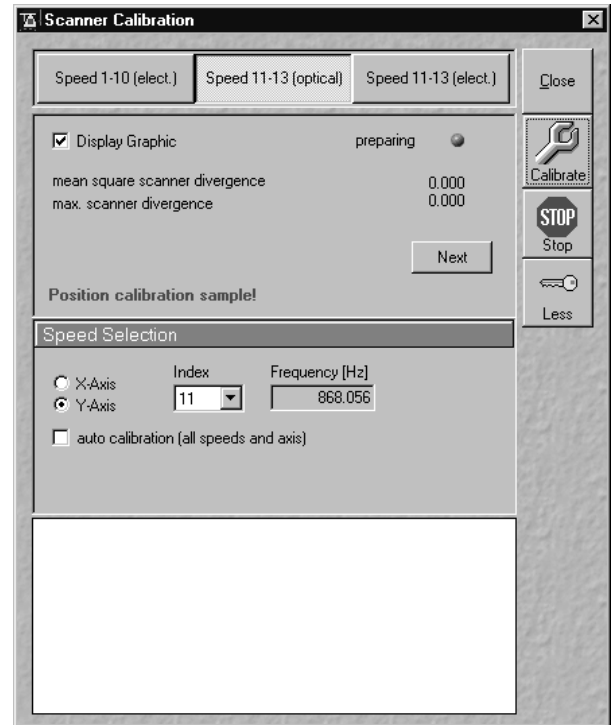 Scanner Calibration
Speed 1-10 (elect.) Speed 11-13 (optical) Speed 11-13 (elect.) Close
Display Graphic preparing
Calibrate
mean square scanner divergence 0.000
max. scanner divergence 0.000
STOP
Stop
Next
Position calibration sample!
Less
Speed Selection
Index Frequency [Hz]
X-Axis
Y-Axis 11 868.056
auto calibration (all speeds and axis)